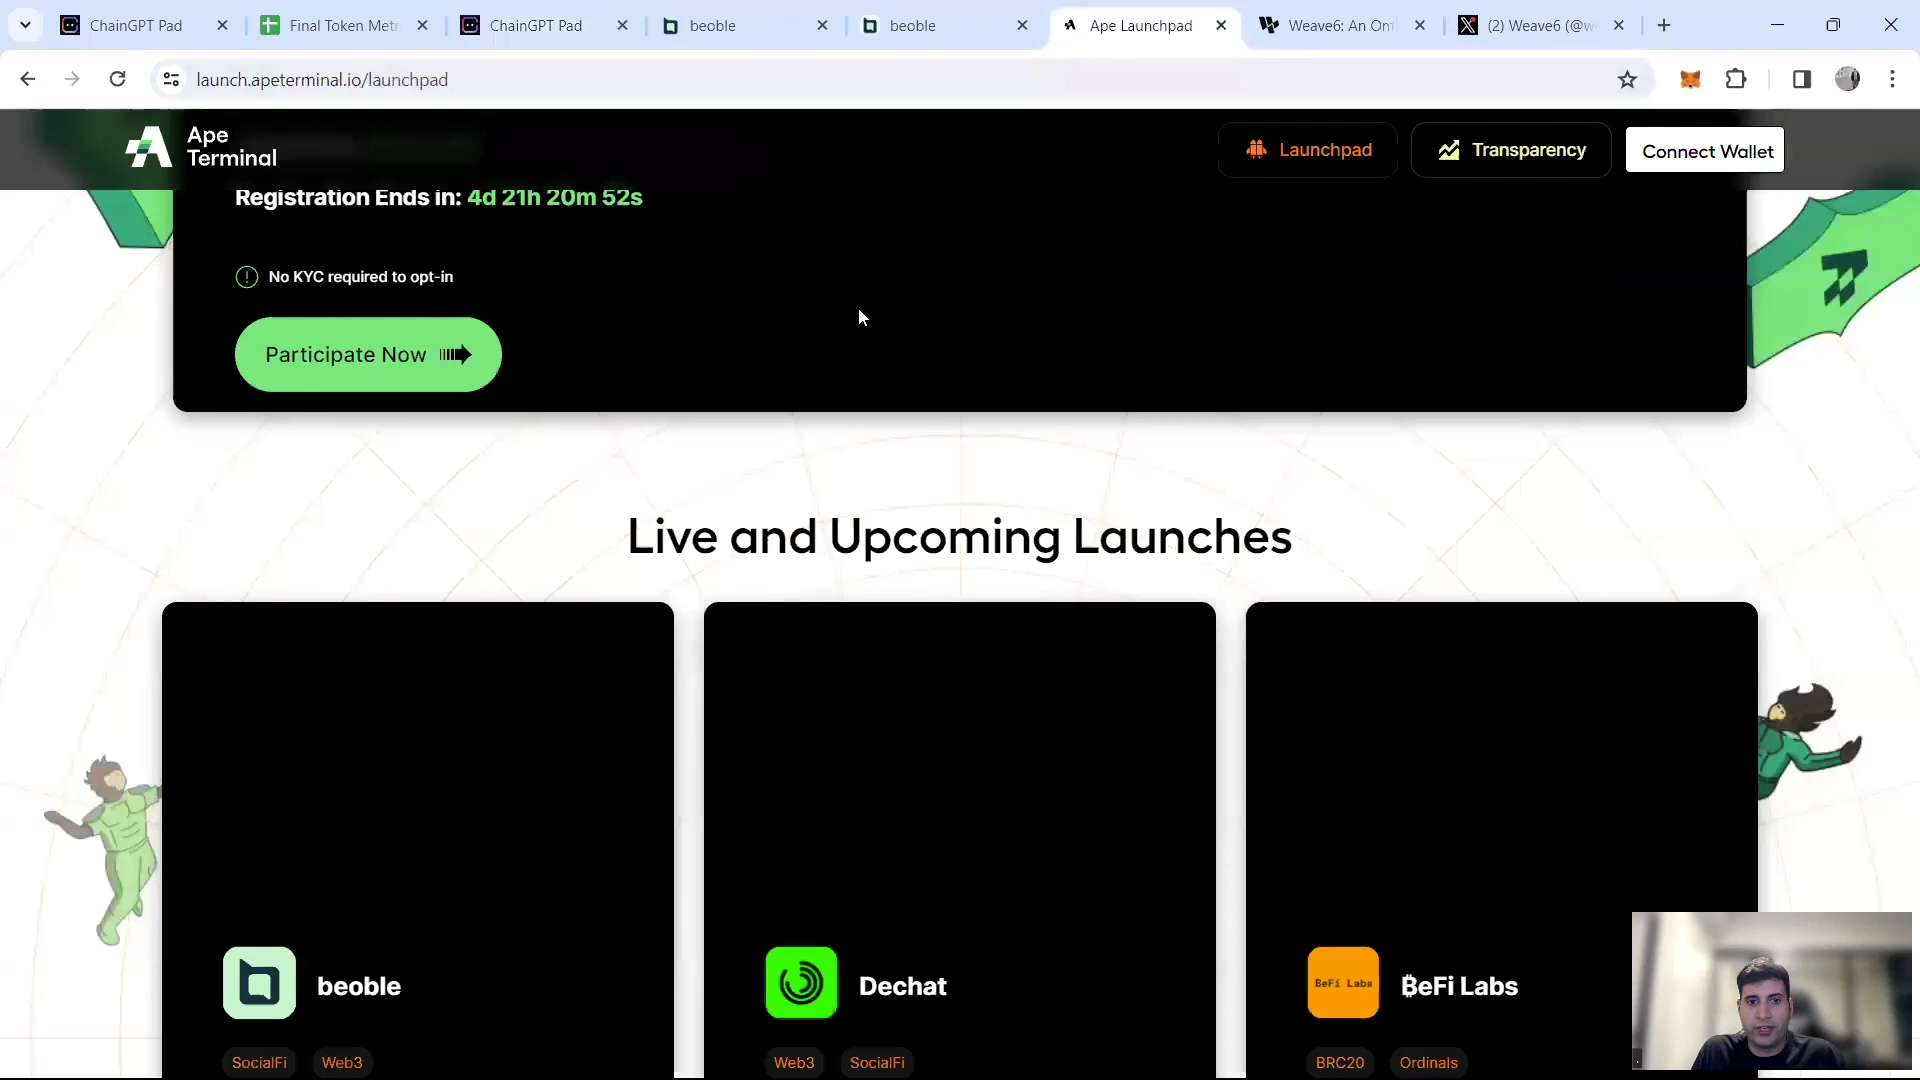 ChainGPT Pad
Final Token Metr
ChainGPT Pad
beoble
beoble
Ape Launchpad
Weave6: An Om
(2) Weave6 (@w
launch.apeterminal.io/launchpad
Ape
Terminal
Launchpad
Transparency
Connect Wallet
Registration Ends in: 4d 21h 20m 52s
No KYC required to opt-in
Participate Now
Live and Upcoming Launches
beoble
Dechat
BeFi Labs
₿eFi Labs
SocialFi
Web3
Web3
SocialFi
BRC20
Ordinals